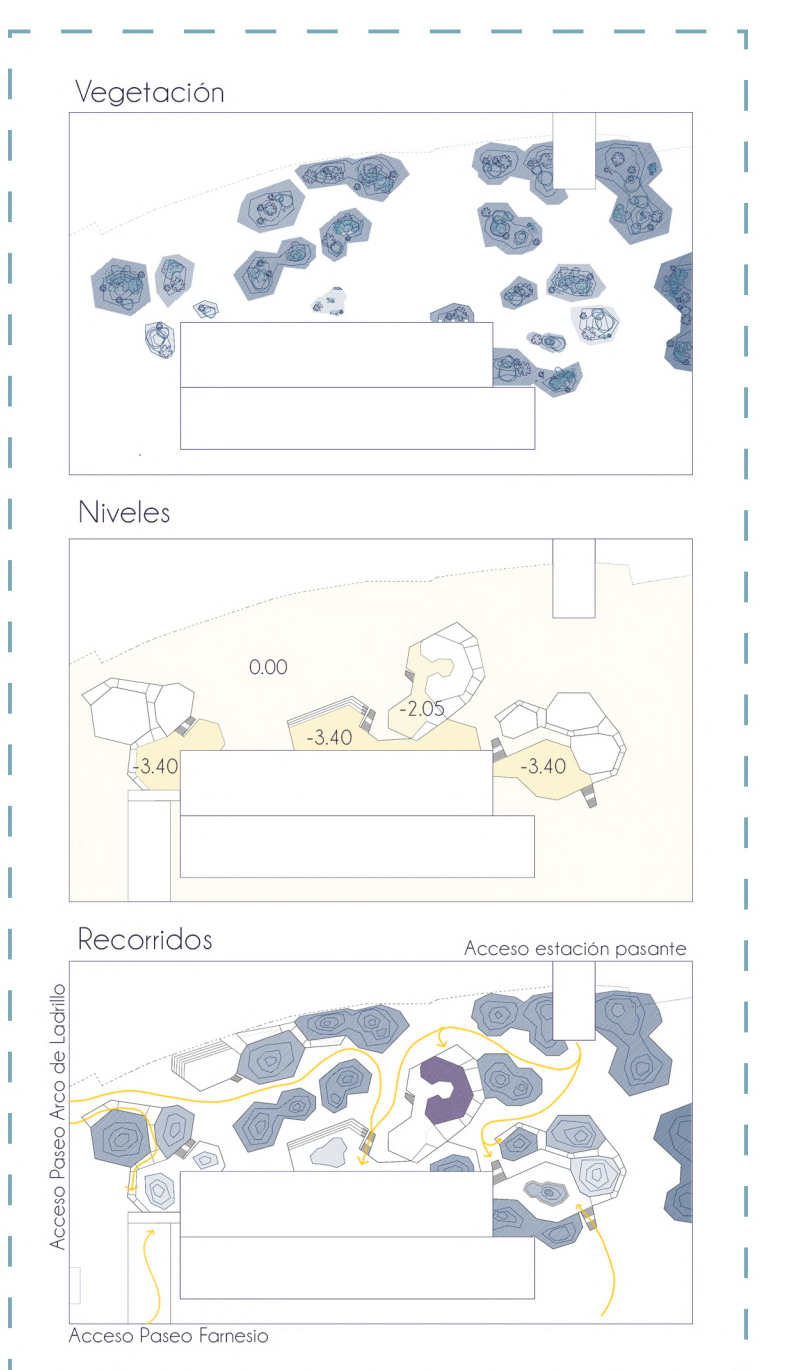 Vegetación
Niveles
0.00
-2.05
-3.40
-3.40
-3.40
Recorridos
Acceso estación pasante
Acceso Paseo Arco de Ladrillo
Acceso Paseo Farnesio